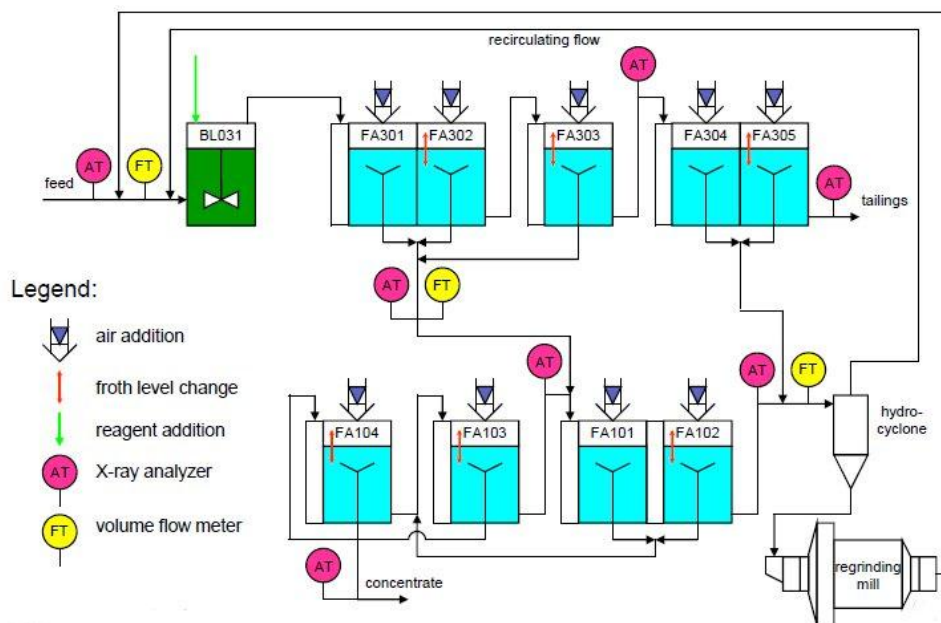 recirculating flow
AT
BL031
FA301
FA302
FA303
FA304
FA305
AT
FT
feed
AT
tailings
AT
FT
Legend:
air addition
froth level change
reagent addition
AT
X-ray analyzer
FT
volume flow meter
AT
AT
FT
FA104
FA103
FA101
FA102
hydro-
cyclone
AT
concentrate
regrinding
mill